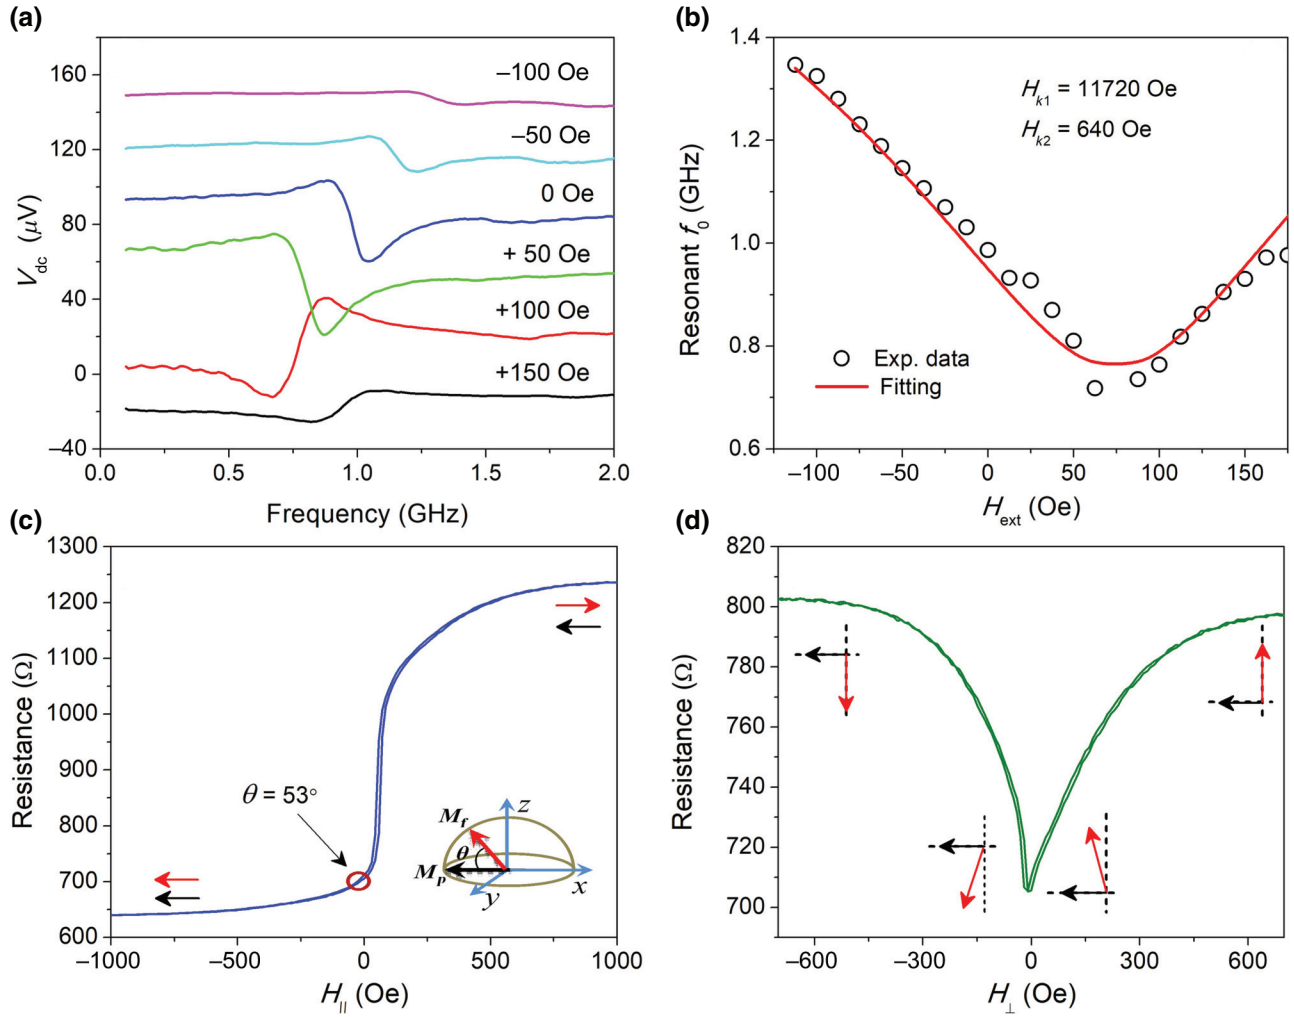 (a)
160
120
80
40
0
−40
V_dc (μV)
−100 Oe
−50 Oe
0 Oe
+ 50 Oe
+100 Oe
+150 Oe
0.0 0.5 1.0 1.5 2.0
Frequency (GHz)
(b)
1.4
1.2
1.0
0.8
0.6
Resonant f_0 (GHz)
H_k1 = 11720 Oe
H_k2 = 640 Oe
Exp. data
Fitting
−100 −50 0 50 100 150
H_ext (Oe)
(c)
1300
1200
1100
1000
900
800
700
600
Resistance (Ω)
θ = 53°
M_f
z
θ
M_p
x
y
−1000 −500 0 500 1000
H_|| (Oe)
(d)
820
800
780
760
740
720
700
Resistance (Ω)
−600 −300 0 300 600
H_⊥ (Oe)